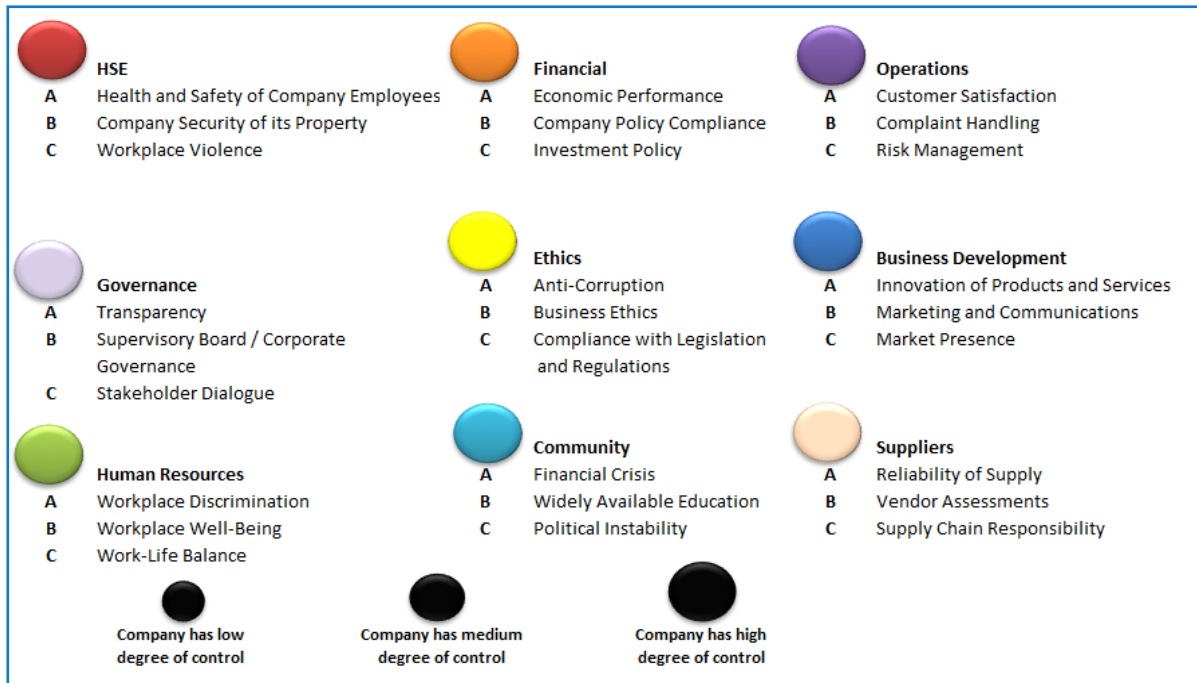 HSE
A Health and Safety of Company Employees
B Company Security of its Property
C Workplace Violence
Financial
A Economic Performance
B Company Policy Compliance
C Investment Policy
Operations
A Customer Satisfaction
B Complaint Handling
C Risk Management
Governance
A Transparency
B Supervisory Board / Corporate
Governance
C Stakeholder Dialogue
Ethics
A Anti-Corruption
B Business Ethics
C Compliance with Legislation
and Regulations
Business Development
A Innovation of Products and Services
B Marketing and Communications
C Market Presence
Human Resources
A Workplace Discrimination
B Workplace Well-Being
C Work-Life Balance
Community
A Financial Crisis
B Widely Available Education
C Political Instability
Suppliers
A Reliability of Supply
B Vendor Assessments
C Supply Chain Responsibility
Company has low
degree of control
Company has medium
degree of control
Company has high
degree of control